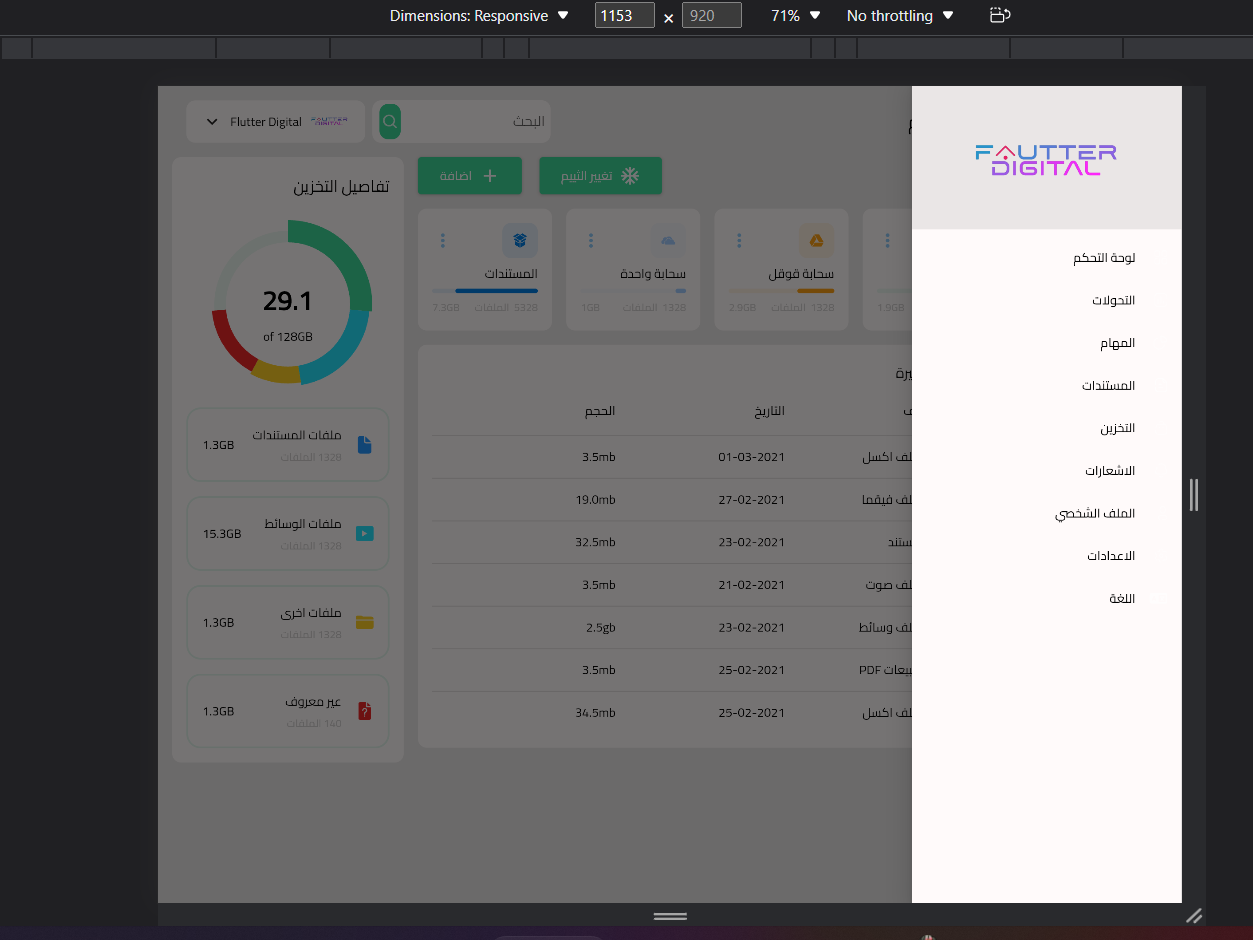 Dimensions: Responsive
1153
×
920
71%
No throttling
FLUTTER
DIGITAL
لوحة التحكم
التحولات
المهام
المستندات
التخزين
الاشعارات
الملف الشخصي
الاعدادات
اللغة
البحث
Flutter Digital
FLUTTER
DIGITAL
تغيير الثييم
اضافة
سحابة قوقل
1328 الملفات
2.9GB
سحابة واحدة
1328 الملفات
1GB
المستندات
5328 الملفات
7.3GB
1.9GB
التاريخ
الحجم
لف اكسل
01-03-2021
3.5mb
لف فيقما
27-02-2021
19.0mb
ستند
23-02-2021
32.5mb
لف صوت
21-02-2021
3.5mb
لف وسائط
23-02-2021
2.5gb
بيعات PDF
25-02-2021
3.5mb
لف اكسل
25-02-2021
34.5mb
تفاصيل التخزين
29.1
of 128GB
ملفات المستندات
1328 الملفات
1.3GB
ملفات الوسائط
1328 الملفات
15.3GB
ملفات اخرى
1328 الملفات
1.3GB
غير معروف
140 الملفات
1.3GB